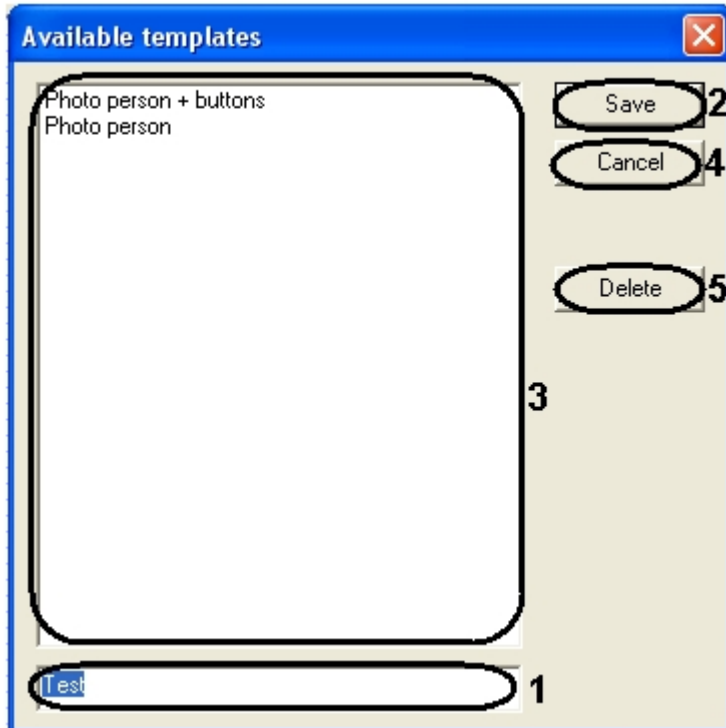 Available templates
Photo person + buttons
Photo person
Save 2
Cancel 4
Delete 5
3
Test 1